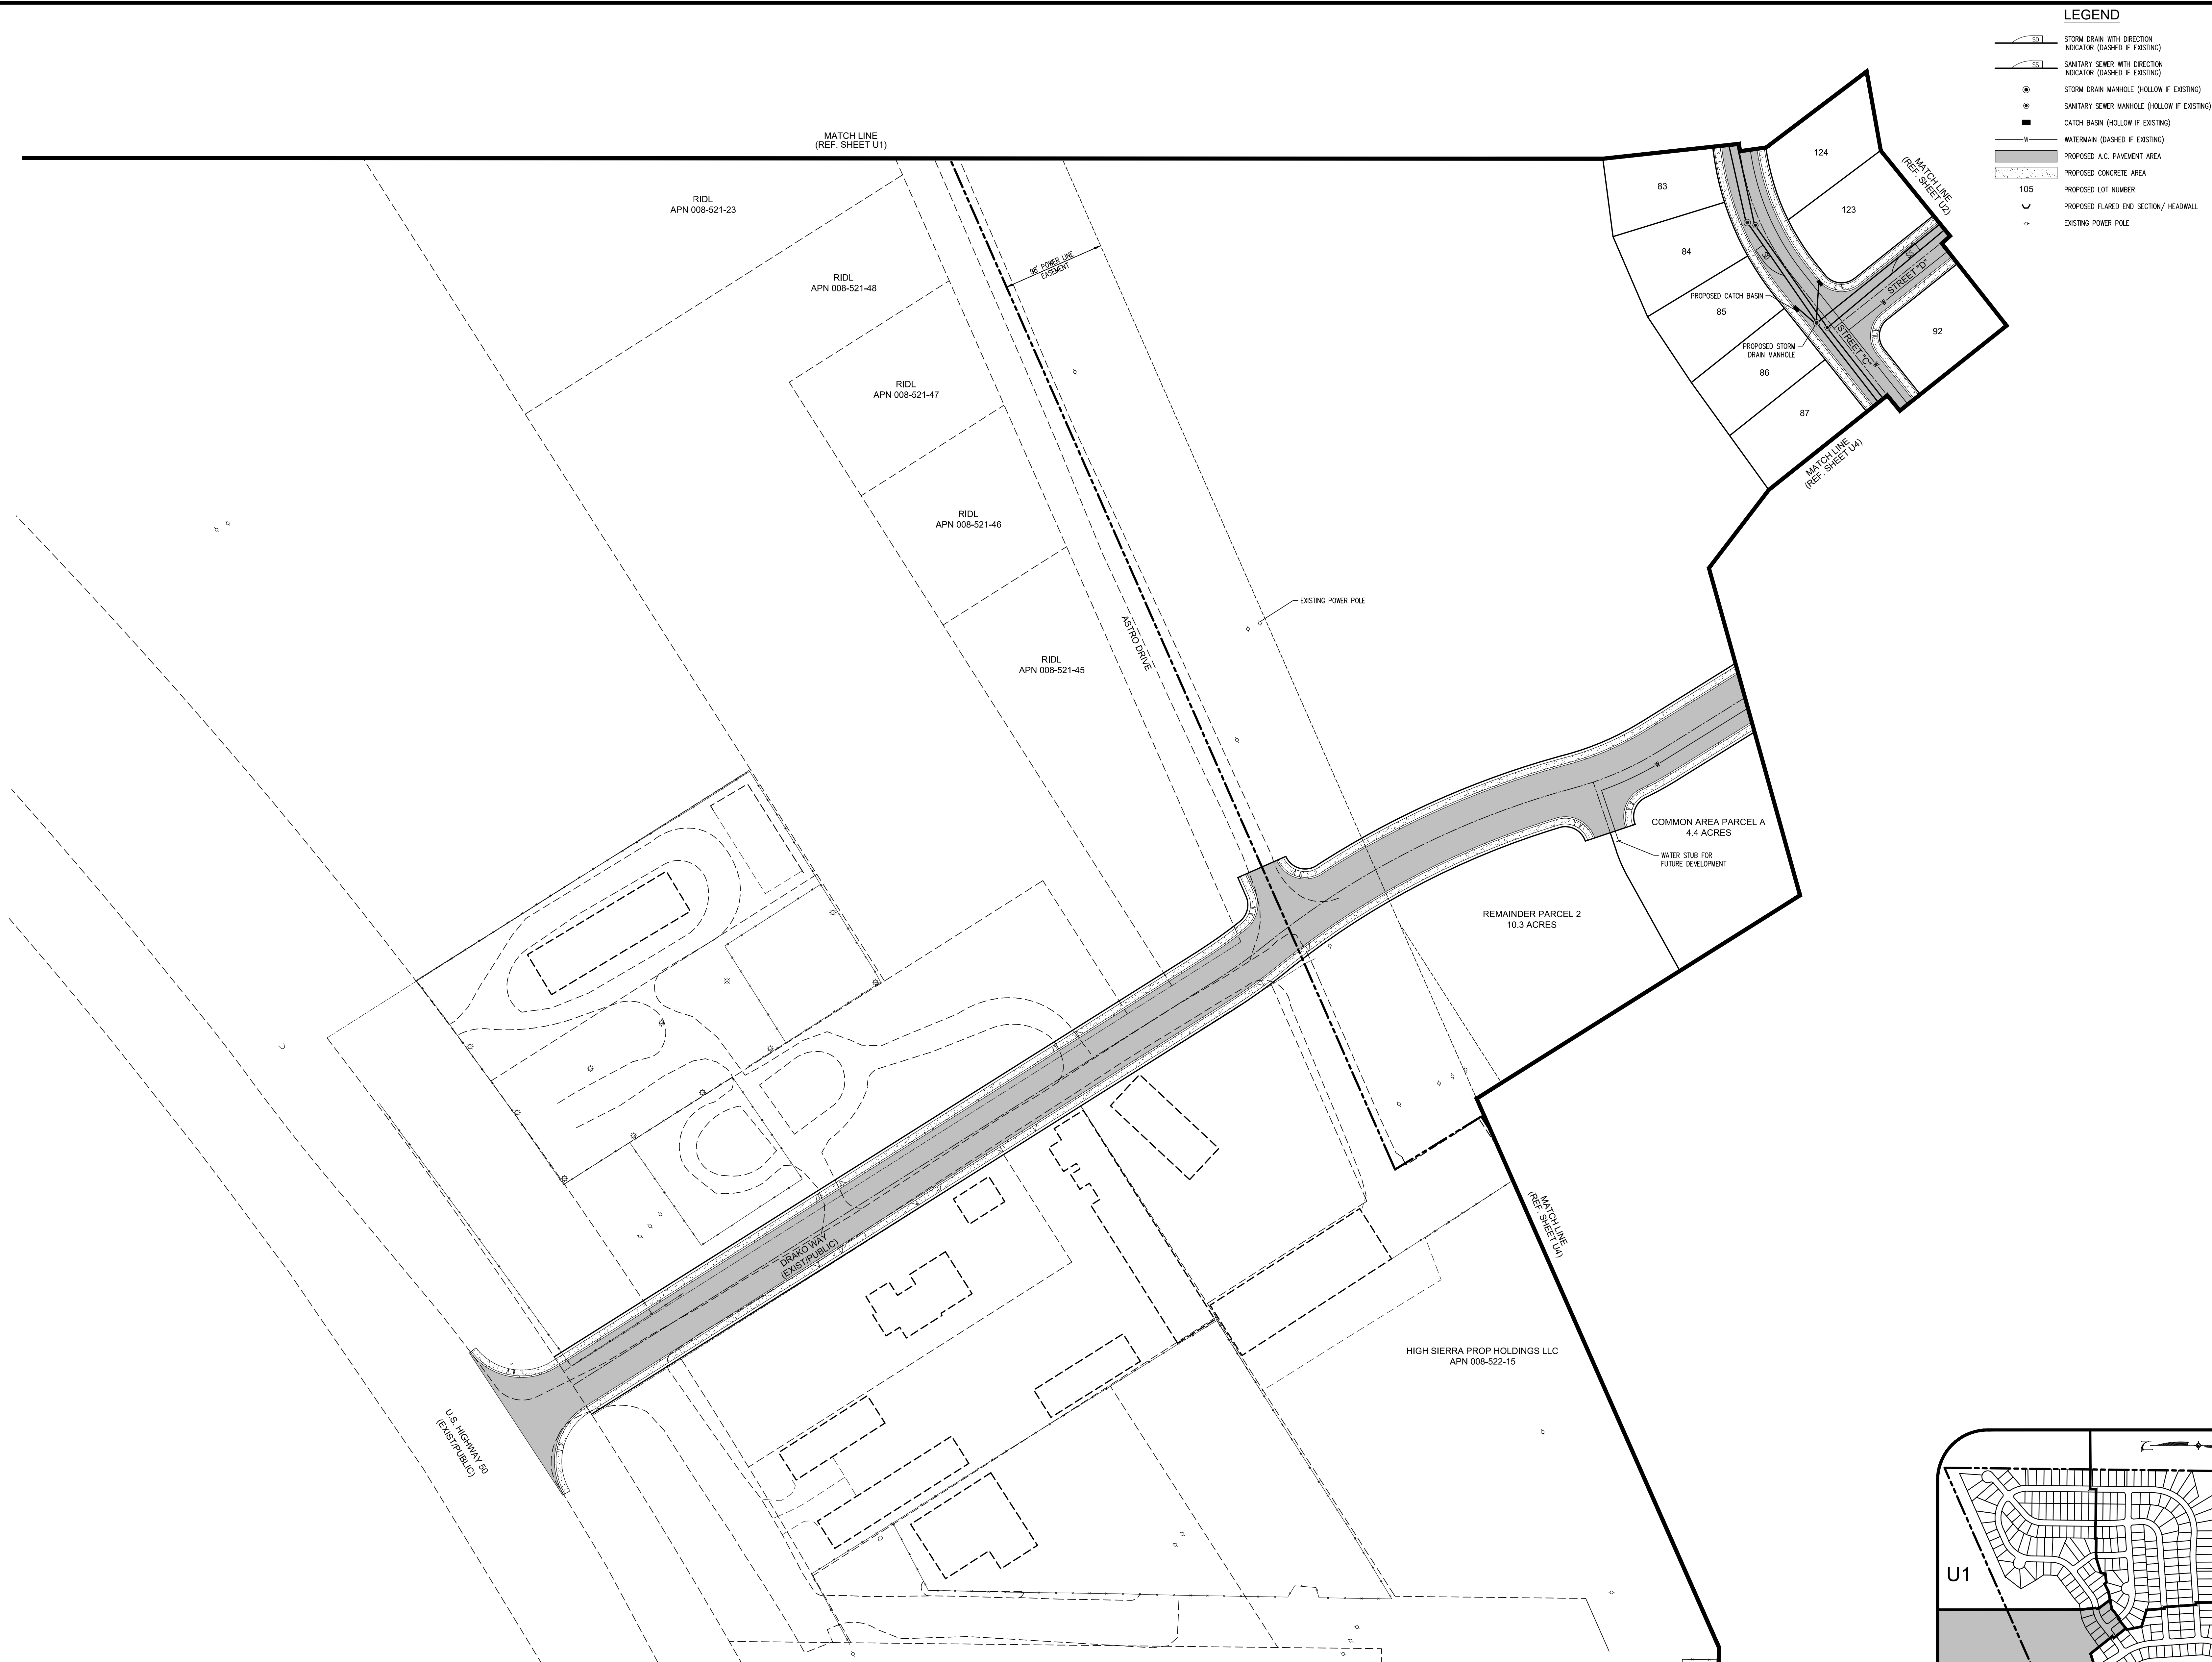 LEGEND
SD
STORM DRAIN WITH DIRECTION
INDICATOR (DASHED IF EXISTING)
SS
SANITARY SEWER WITH DIRECTION
INDICATOR (DASHED IF EXISTING)
STORM DRAIN MANHOLE (HOLLOW IF EXISTING)
SANITARY SEWER MANHOLE (HOLLOW IF EXISTING)
CATCH BASIN (HOLLOW IF EXISTING)
W
WATERMAIN (DASHED IF EXISTING)
PROPOSED A.C. PAVEMENT AREA
PROPOSED CONCRETE AREA
105
PROPOSED LOT NUMBER
PROPOSED FLARED END SECTION/ HEADWALL
EXISTING POWER POLE
MATCH LINE
(REF. SHEET U1)
RIDL
APN 008-521-23
RIDL
APN 008-521-48
98' POWER LINE
EASEMENT
RIDL
APN 008-521-47
RIDL
APN 008-521-46
RIDL
APN 008-521-45
ASTRO DRIVE
EXISTING POWER POLE
124
123
83
84
85
86
87
92
MATCH LINE
(REF. SHEET U2)
STREET "D"
W
STREET "C"
W
PROPOSED CATCH BASIN
PROPOSED STORM
DRAIN MANHOLE
MATCH LINE
(REF. SHEET U4)
W
COMMON AREA PARCEL A
4.4 ACRES
WATER STUB FOR
FUTURE DEVELOPMENT
REMAINDER PARCEL 2
10.3 ACRES
DRAKO WAY
(EXIST/PUBLIC)
MATCH LINE
(REF. SHEET U4)
HIGH SIERRA PROP HOLDINGS LLC
APN 008-522-15
U.S. HIGHWAY 50
(EXIST/PUBLIC)
U1